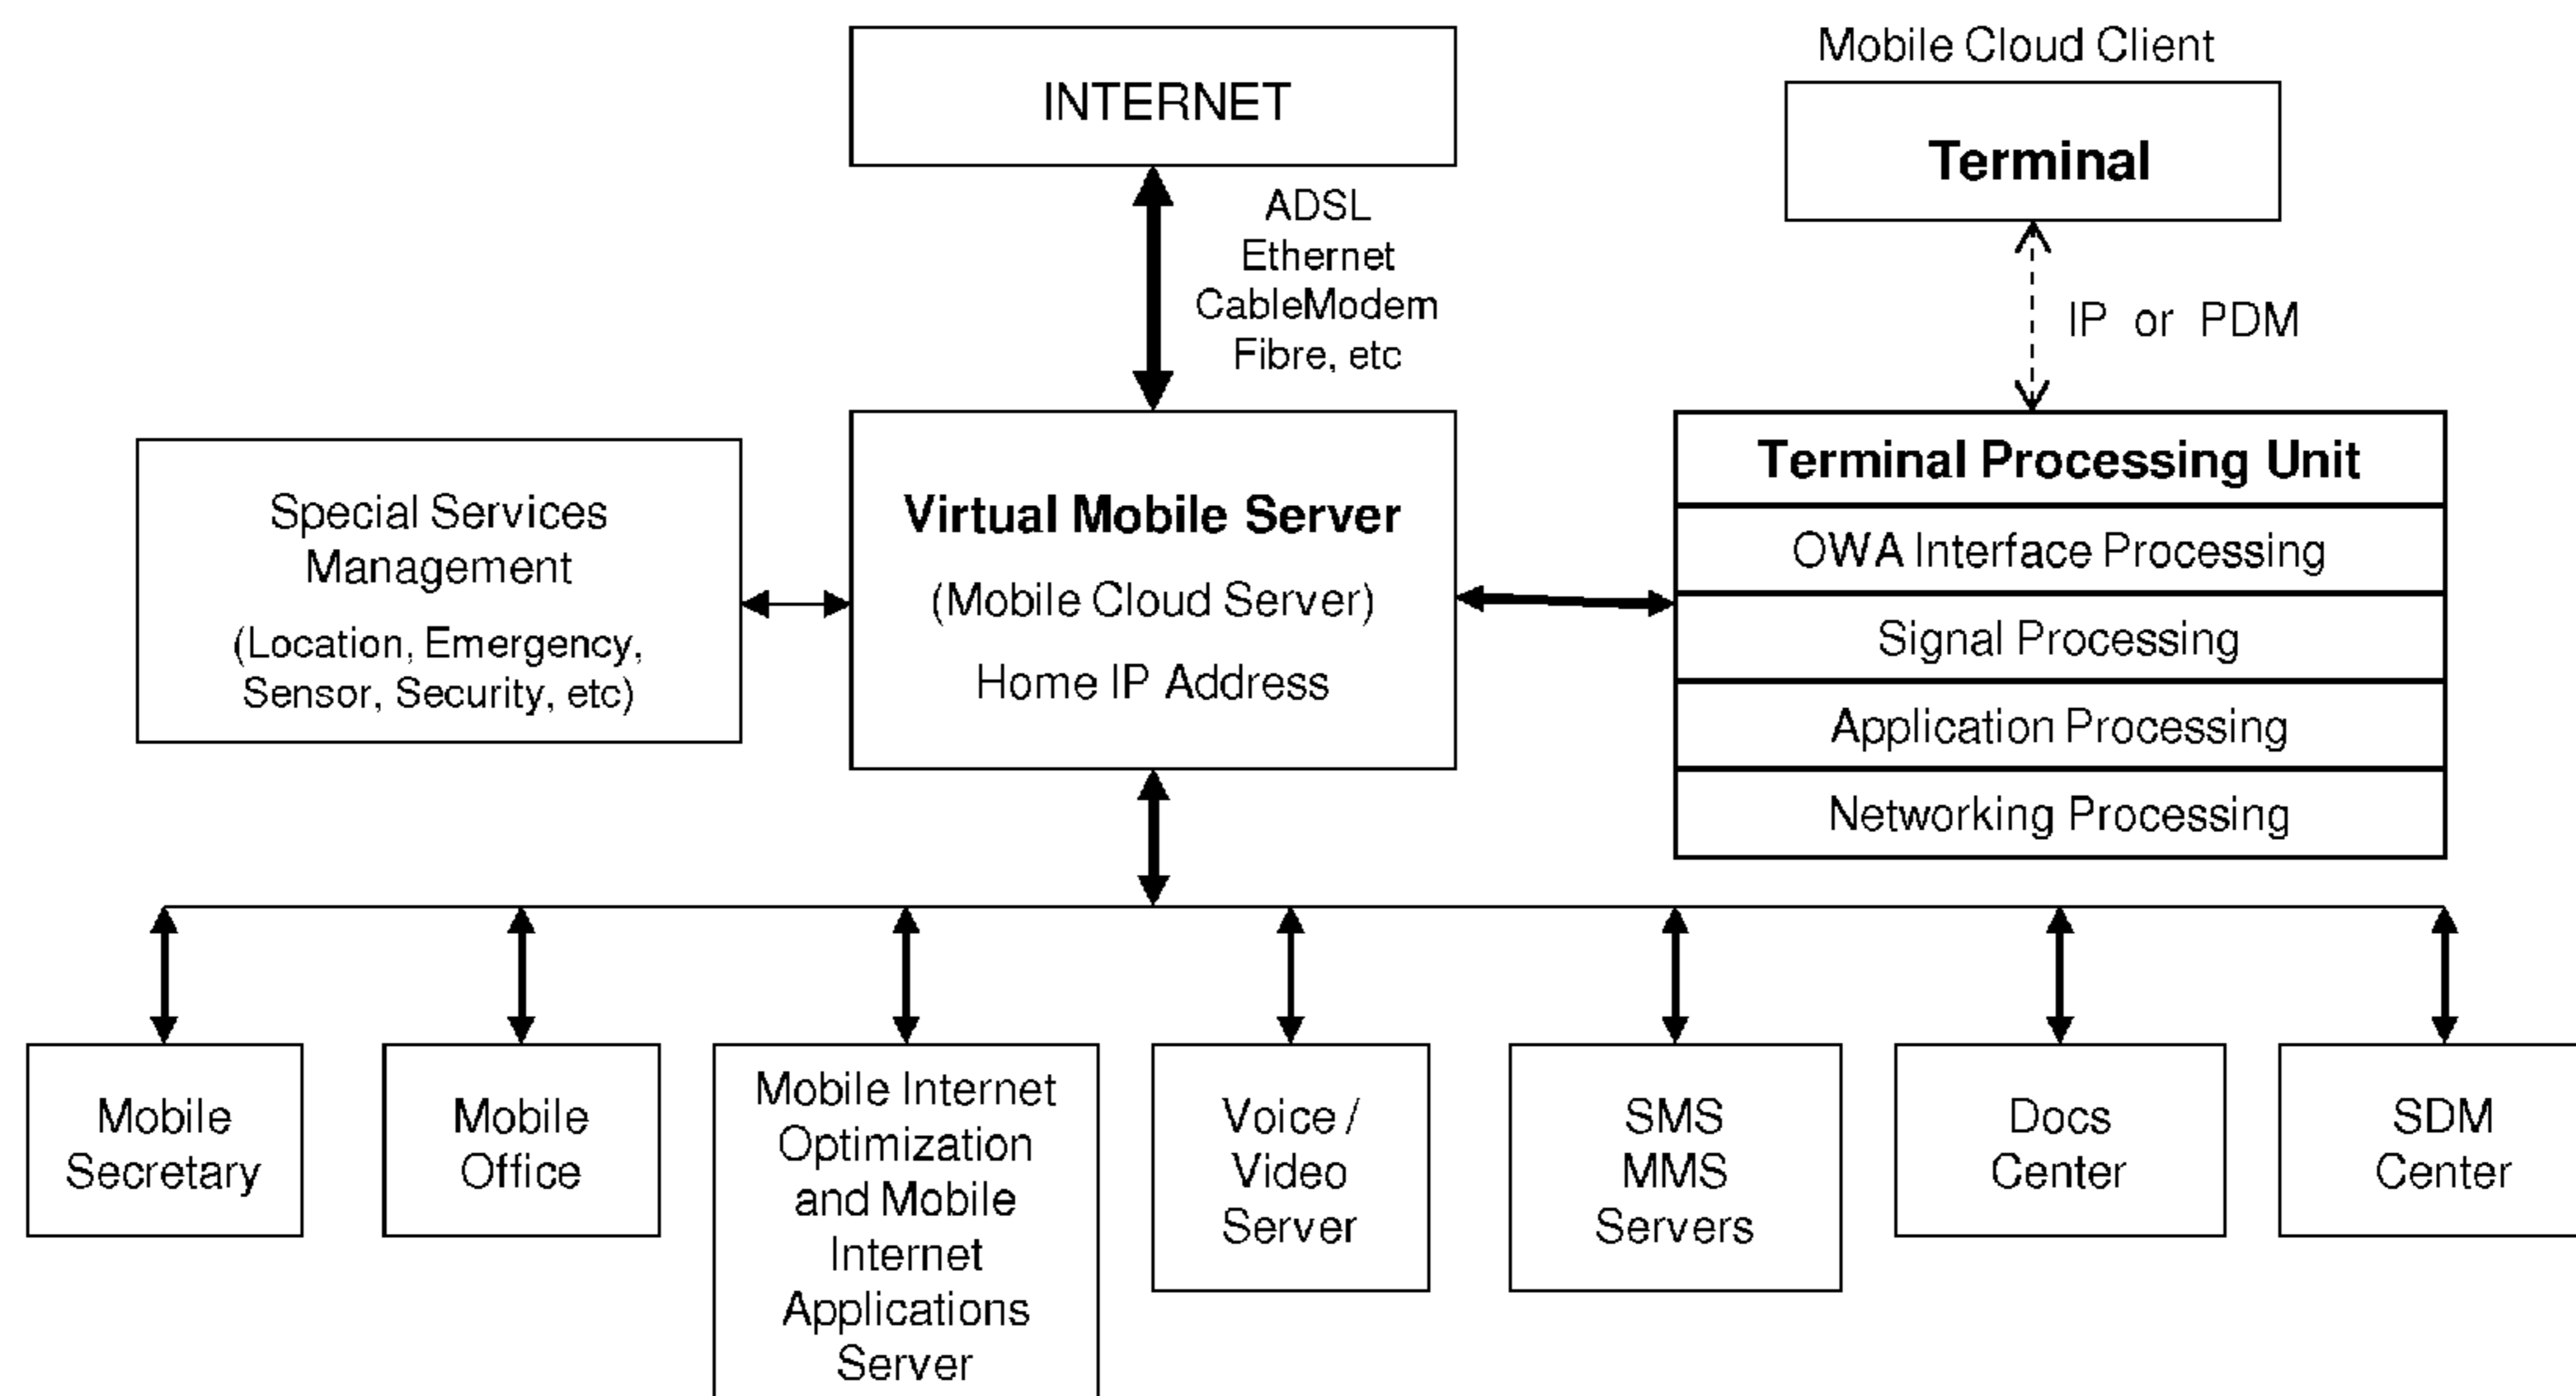 INTERNET
Mobile Cloud Client
Terminal
ADSL
Ethernet
CableModem
Fibre, etc
IP or PDM
Special Services
Management
(Location, Emergency,
Sensor, Security, etc)
Virtual Mobile Server
(Mobile Cloud Server)
Home IP Address
Terminal Processing Unit
OWA Interface Processing
Signal Processing
Application Processing
Networking Processing
Mobile
Secretary
Mobile
Office
Mobile Internet
Optimization
and Mobile
Internet
Applications
Server
Voice /
Video
Server
SMS
MMS
Servers
Docs
Center
SDM
Center